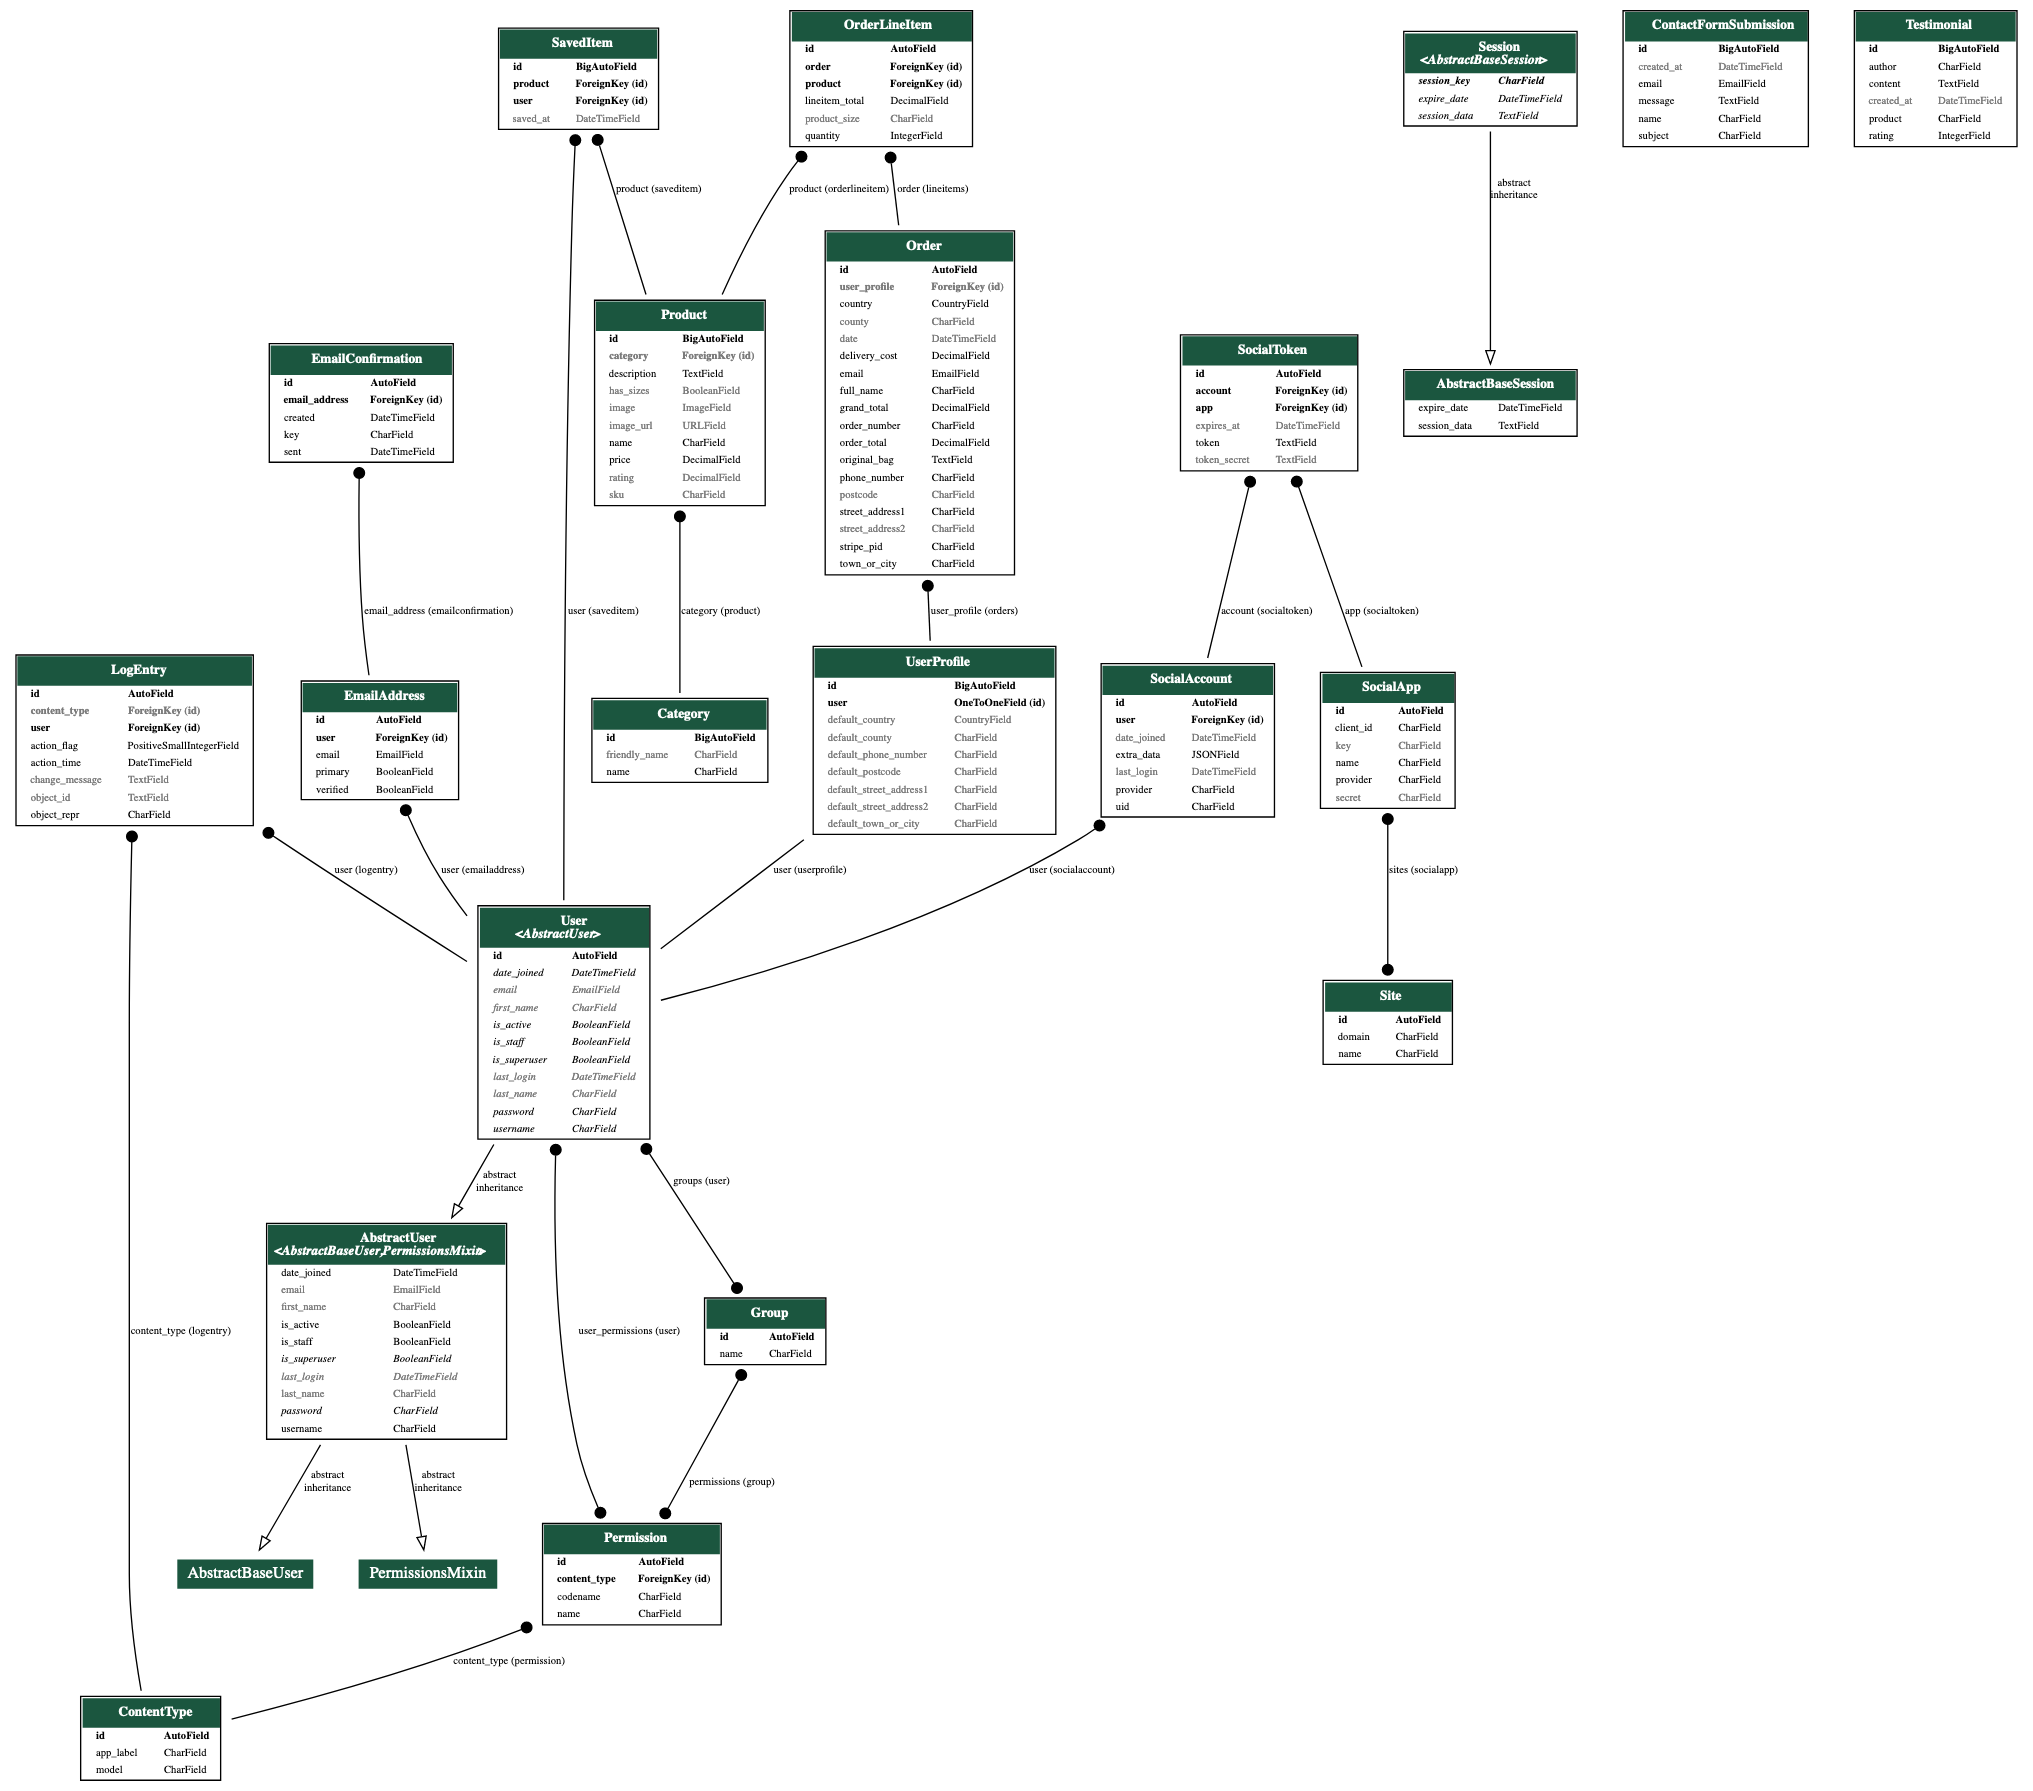 SavedItem
id BigAutoField
product ForeignKey (id)
user ForeignKey (id)
saved_at DateTimeField
OrderLineItem
id AutoField
order ForeignKey (id)
product ForeignKey (id)
lineitem_total DecimalField
product_size CharField
quantity IntegerField
Session
<AbstractBaseSession>
session_key CharField
expire_date DateTimeField
session_data TextField
ContactFormSubmission
id BigAutoField
created_at DateTimeField
email EmailField
message TextField
name CharField
subject CharField
Testimonial
id BigAutoField
author CharField
content TextField
created_at DateTimeField
product CharField
rating IntegerField
product (saveditem)
product (orderlineitem)
order (lineitems)
abstract
inheritance
Order
id AutoField
user_profile ForeignKey (id)
country CountryField
county CharField
date DateTimeField
delivery_cost DecimalField
email EmailField
full_name CharField
grand_total DecimalField
order_number CharField
order_total DecimalField
original_bag TextField
phone_number CharField
postcode CharField
street_address1 CharField
street_address2 CharField
stripe_pid CharField
town_or_city CharField
Product
id BigAutoField
category ForeignKey (id)
description TextField
has_sizes BooleanField
image ImageField
image_url URLField
name CharField
price DecimalField
rating DecimalField
sku CharField
EmailConfirmation
id AutoField
email_address ForeignKey (id)
created DateTimeField
key CharField
sent DateTimeField
SocialToken
id AutoField
account ForeignKey (id)
app ForeignKey (id)
expires_at DateTimeField
token TextField
token_secret TextField
AbstractBaseSession
expire_date DateTimeField
session_data TextField
email_address (emailconfirmation)
user (saveditem)
category (product)
user_profile (orders)
account (socialtoken)
app (socialtoken)
LogEntry
id AutoField
content_type ForeignKey (id)
user ForeignKey (id)
action_flag PositiveSmallIntegerField
action_time DateTimeField
change_message TextField
object_id TextField
object_repr CharField
EmailAddress
id AutoField
user ForeignKey (id)
email EmailField
primary BooleanField
verified BooleanField
Category
id BigAutoField
friendly_name CharField
name CharField
UserProfile
id BigAutoField
user OneToOneField (id)
default_country CountryField
default_county CharField
default_phone_number CharField
default_postcode CharField
default_street_address1 CharField
default_street_address2 CharField
default_town_or_city CharField
SocialAccount
id AutoField
user ForeignKey (id)
date_joined DateTimeField
extra_data JSONField
last_login DateTimeField
provider CharField
uid CharField
SocialApp
id AutoField
client_id CharField
key CharField
name CharField
provider CharField
secret CharField
user (logentry)
user (emailaddress)
user (userprofile)
user (socialaccount)
sites (socialapp)
User
<AbstractUser>
id AutoField
date_joined DateTimeField
email EmailField
first_name CharField
is_active BooleanField
is_staff BooleanField
is_superuser BooleanField
last_login DateTimeField
last_name CharField
password CharField
username CharField
Site
id AutoField
domain CharField
name CharField
abstract
inheritance
groups (user)
AbstractUser
<AbstractBaseUser,PermissionsMixin>
date_joined DateTimeField
email EmailField
first_name CharField
is_active BooleanField
is_staff BooleanField
is_superuser BooleanField
last_login DateTimeField
last_name CharField
password CharField
username CharField
content_type (logentry)
user_permissions (user)
Group
id AutoField
name CharField
abstract
inheritance
abstract
inheritance
permissions (group)
AbstractBaseUser
PermissionsMixin
Permission
id AutoField
content_type ForeignKey (id)
codename CharField
name CharField
content_type (permission)
ContentType
id AutoField
app_label CharField
model CharField